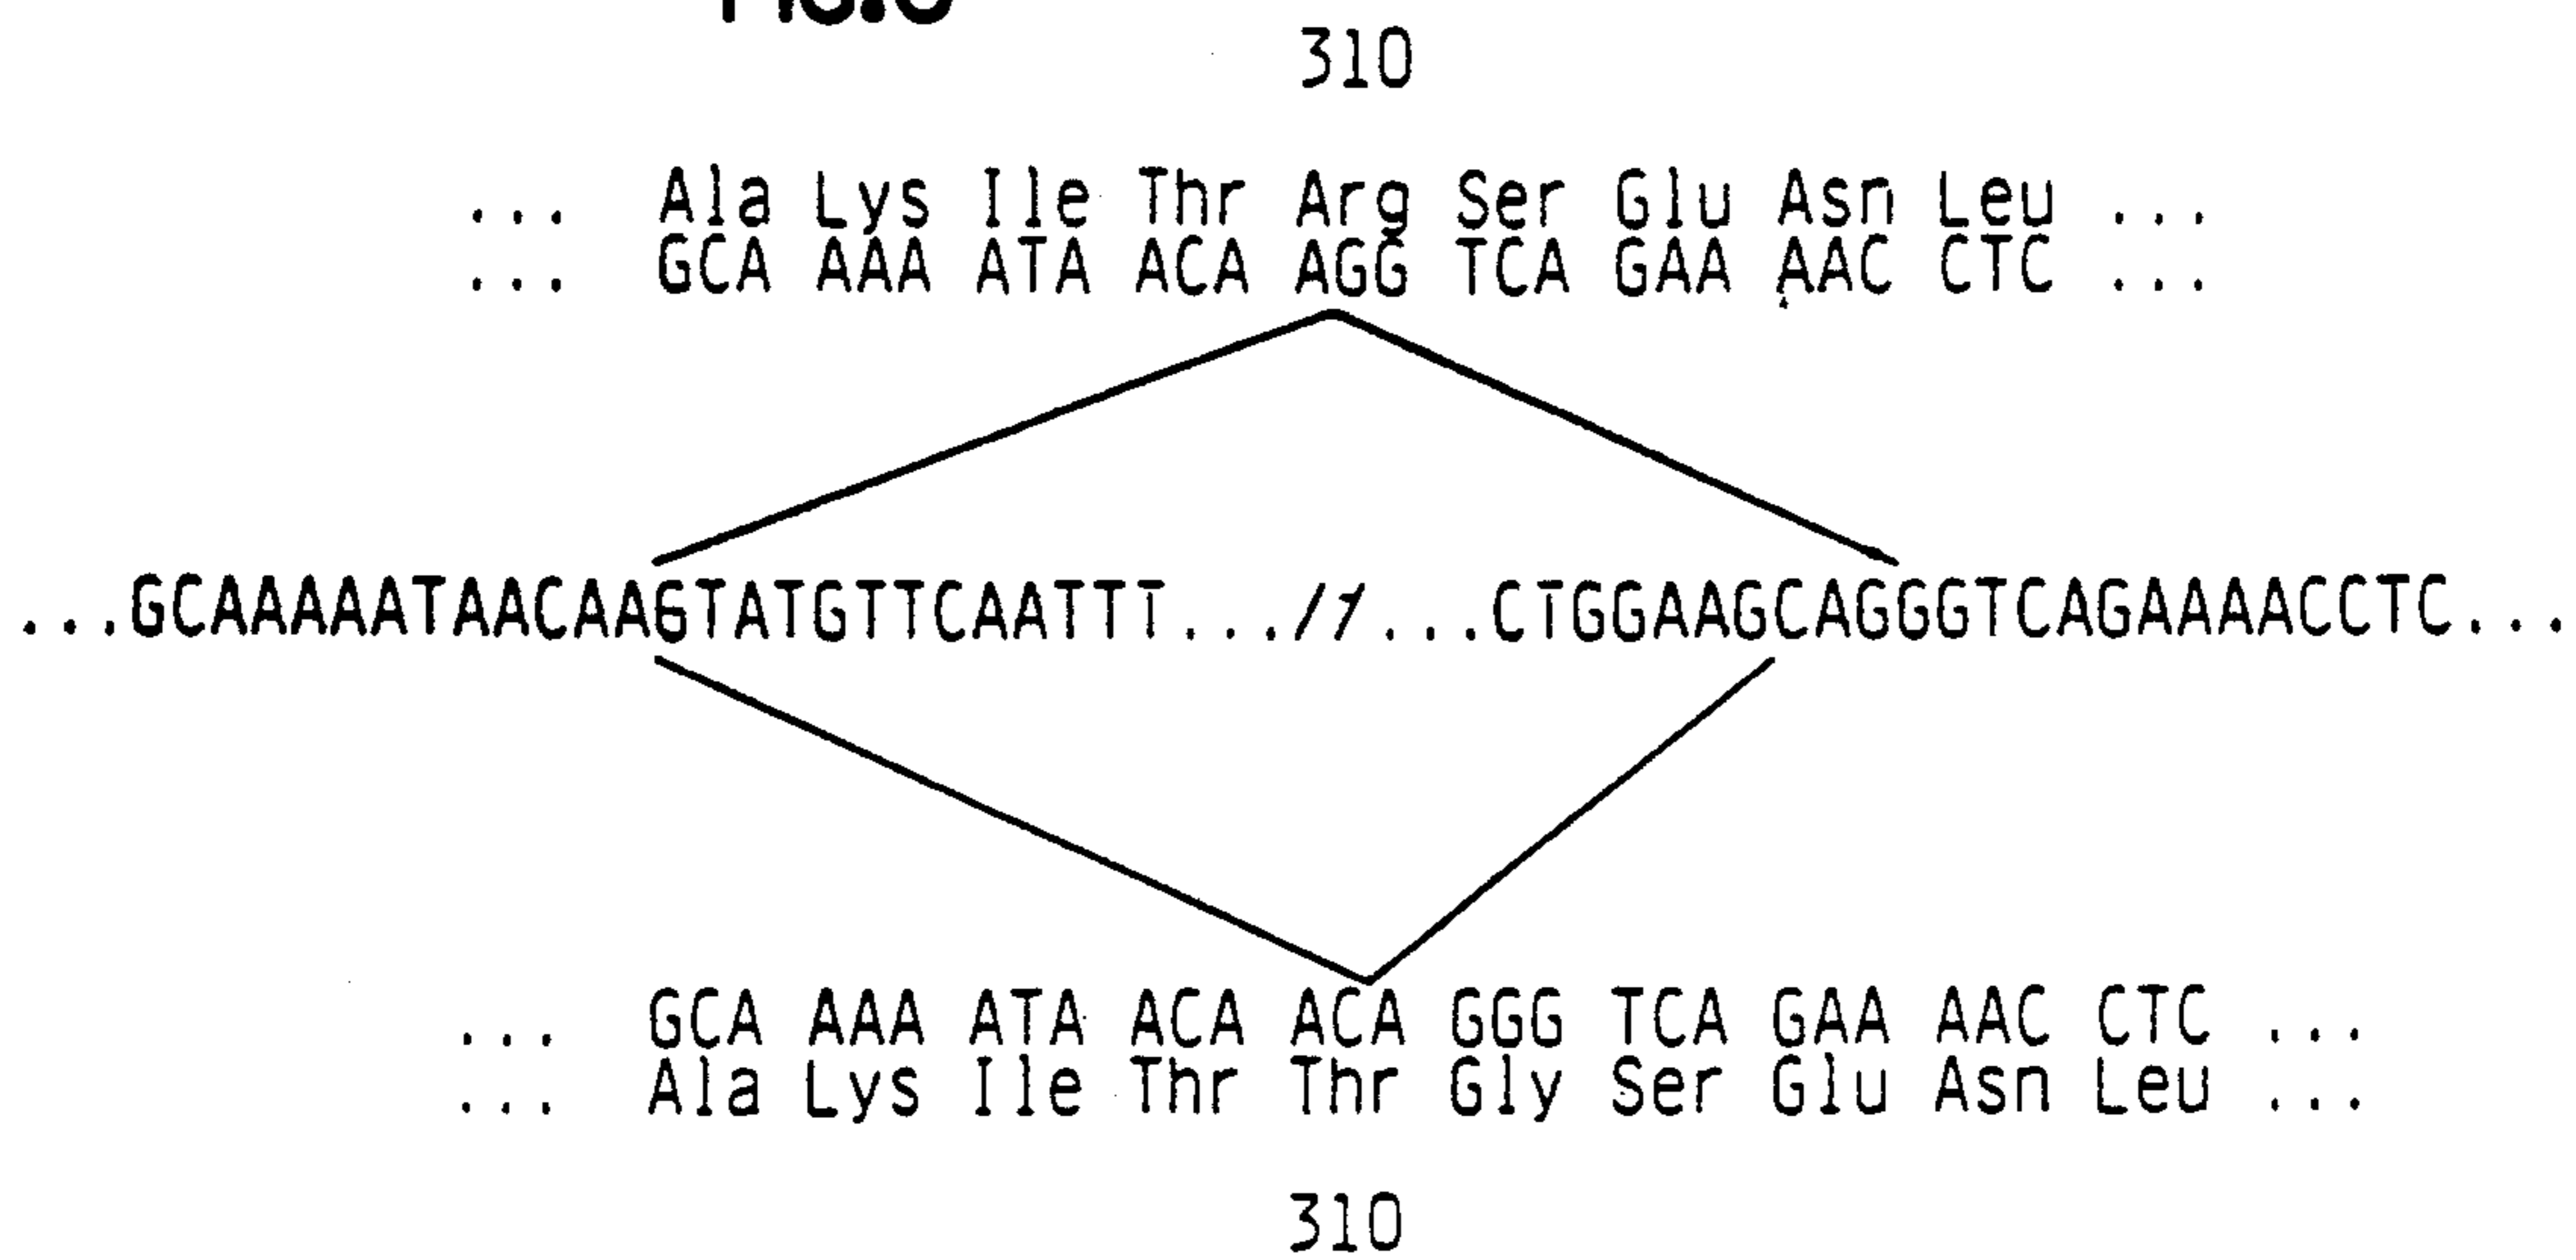 310
... Ala Lys Ile Thr Arg Ser Glu Asn Leu ...
... GCA AAA ATA ACA AGG TCA GAA AAC CTC ...
...GCAAAAATAACAAGTATGTTCAATTT...//...CTGGAAGCAGGGTCAGAAAACCTC...
... GCA AAA ATA ACA ACA GGG TCA GAA AAC CTC ...
... Ala Lys Ile Thr Thr Gly Ser Glu Asn Leu ...
310